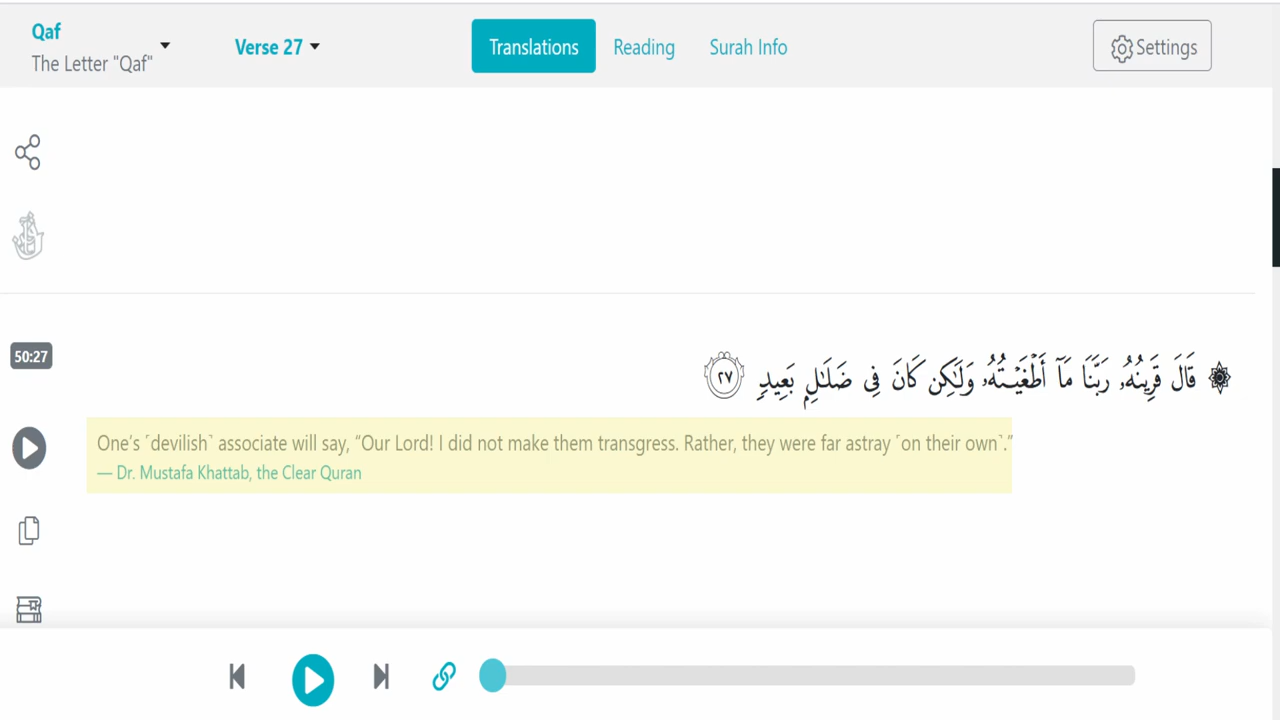 Qaf
The Letter "Qaf"
Verse 27
Translations
Reading
Surah Info
Settings
50:27
۞ قَالَ قَرِينُهُۥ رَبَّنَا مَآ أَطْغَيْتُهُۥ وَلَـٰكِن كَانَ فِى ضَلَـٰلٍۭ بَعِيدٍۢ ٢٧
One’s ˹devilish˺ associate will say, “Our Lord! I did not make them transgress. Rather, they were far astray ˹on their own˺.”
— Dr. Mustafa Khattab, the Clear Quran